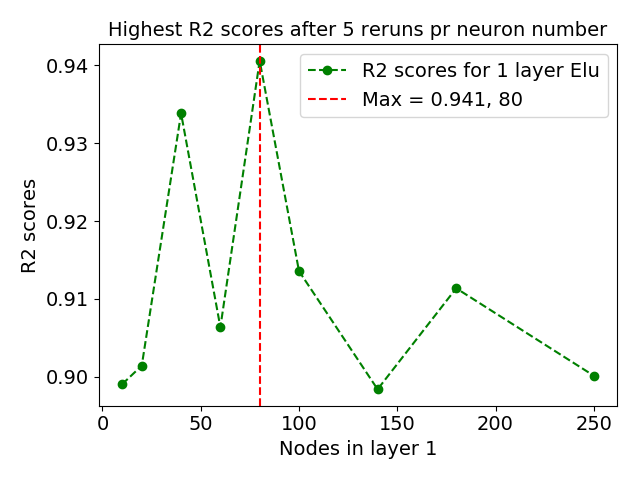 Highest R2 scores after 5 reruns pr neuron number
R2 scores for 1 layer Elu
Max = 0.941, 80
R2 scores
0.94
0.93
0.92
0.91
0.90
0 50 100 150 200 250
Nodes in layer 1